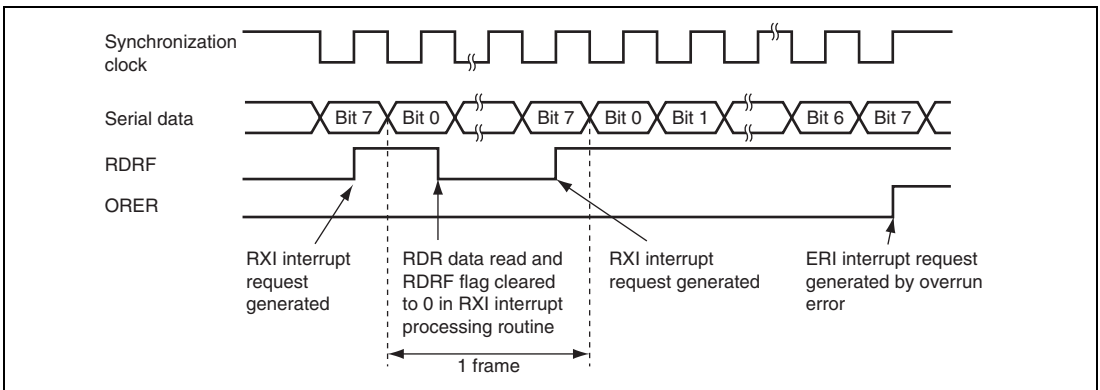 Synchronization
clock
Serial data
Bit 7 Bit 0 Bit 7 Bit 0 Bit 1 Bit 6 Bit 7
RDRF
ORER
RXI interrupt
request
generated
RDR data read and
RDRF flag cleared
to 0 in RXI interrupt
processing routine
RXI interrupt
request generated
ERI interrupt request
generated by overrun
error
1 frame